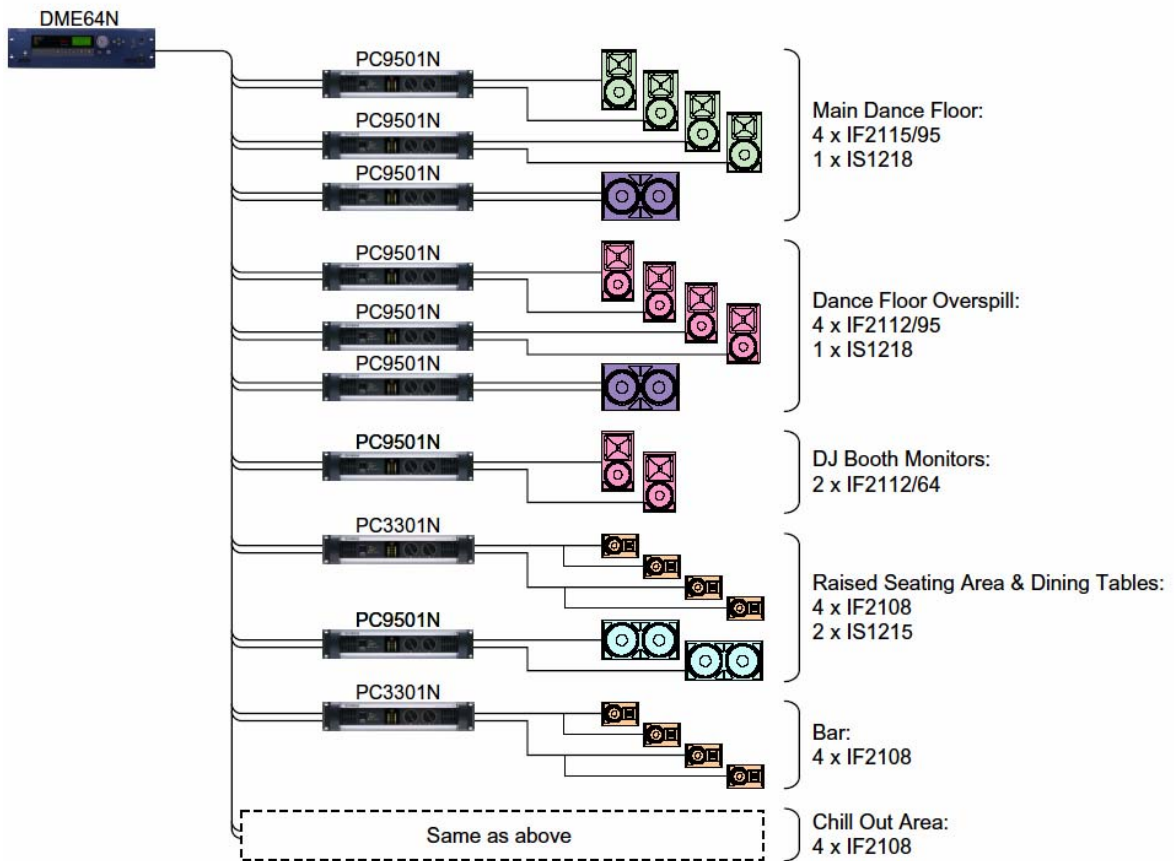 DME64N
PC9501N
PC9501N
PC9501N
Main Dance Floor:
4 x IF2115/95
1 x IS1218
PC9501N
PC9501N
PC9501N
Dance Floor Overspill:
4 x IF2112/95
1 x IS1218
PC9501N
DJ Booth Monitors:
2 x IF2112/64
PC3301N
PC9501N
Raised Seating Area & Dining Tables:
4 x IF2108
2 x IS1215
PC3301N
Bar:
4 x IF2108
Same as above
Chill Out Area:
4 x IF2108